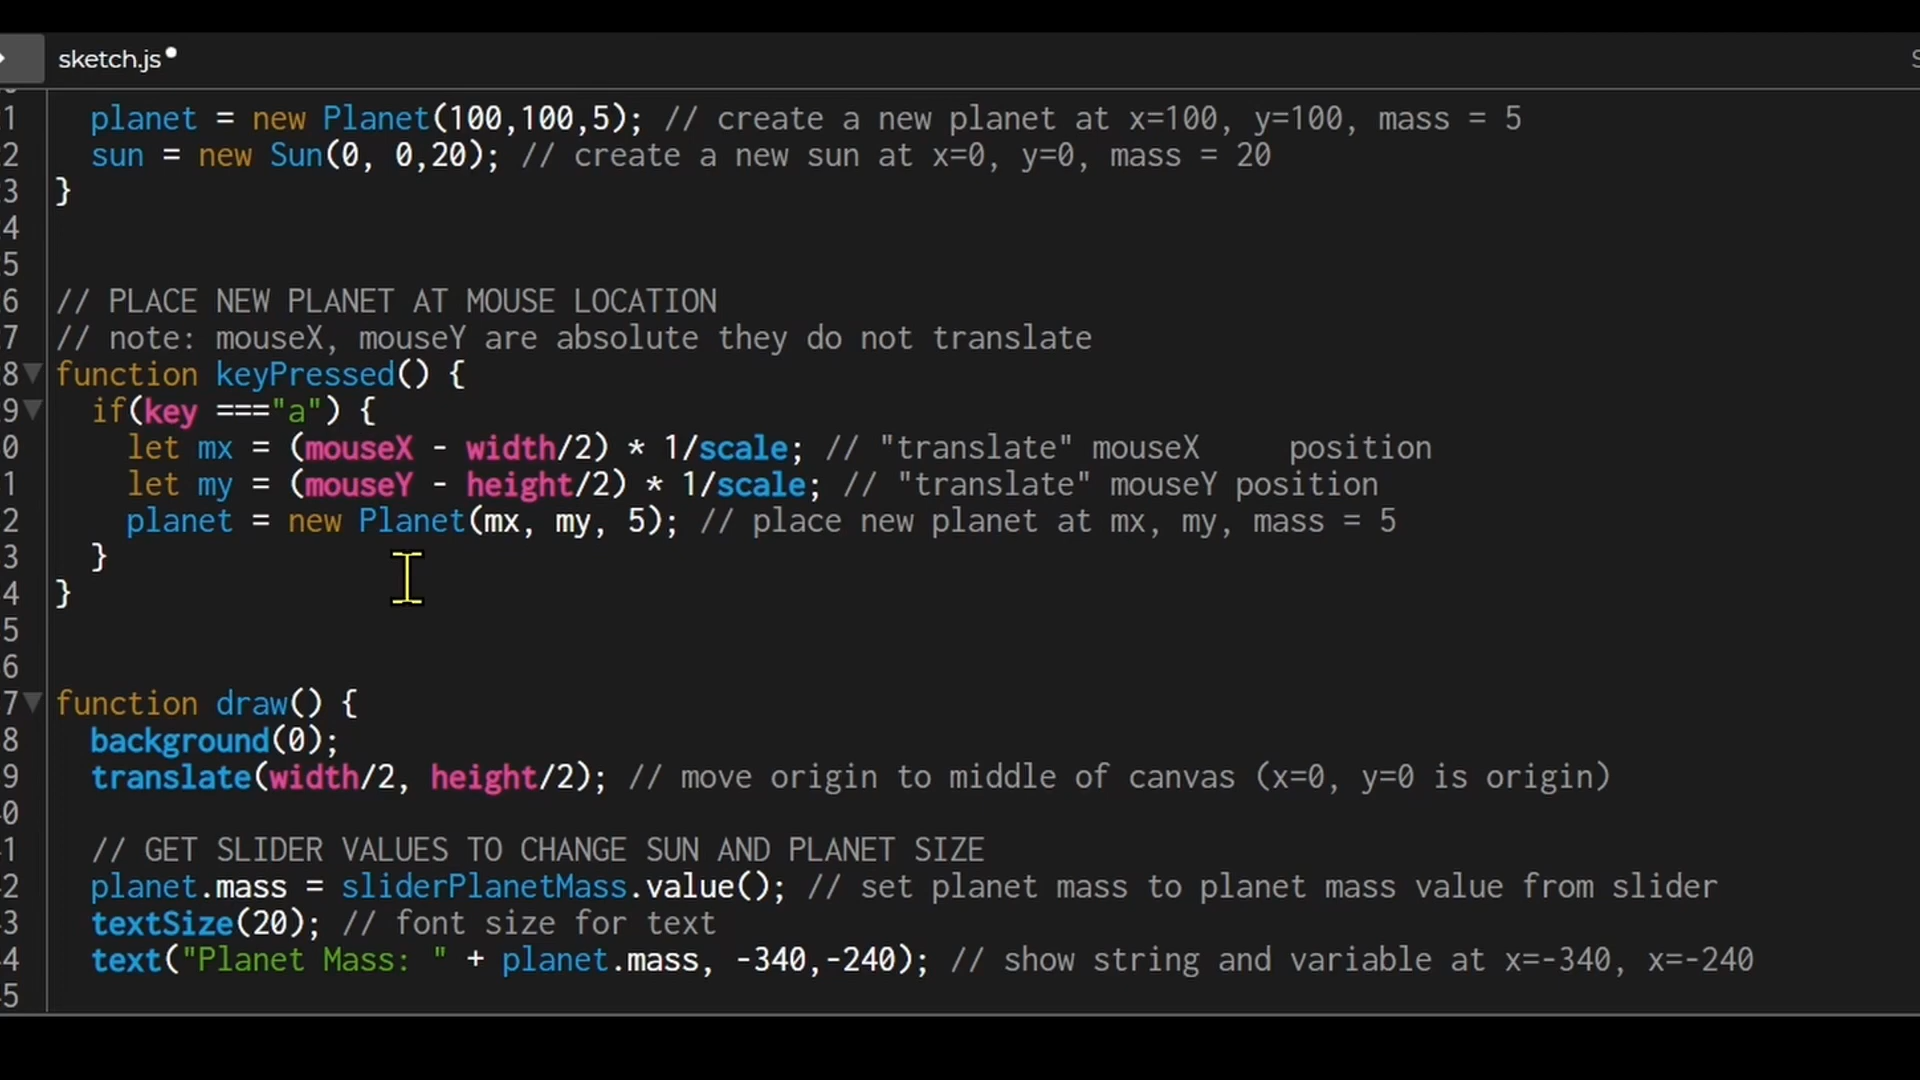 sketch.js
1 planet = new Planet(100,100,5); // create a new planet at x=100, y=100, mass = 5
2 sun = new Sun(0, 0,20); // create a new sun at x=0, y=0, mass = 20
3 }
4
5
6 // PLACE NEW PLANET AT MOUSE LOCATION
7 // note: mouseX, mouseY are absolute they do not translate
8 function keyPressed() {
9 if(key ==="a") {
0 let mx = (mouseX - width/2) * 1/scale; // "translate" mouseX     position
1 let my = (mouseY - height/2) * 1/scale; // "translate" mouseY position
2 planet = new Planet(mx, my, 5); // place new planet at mx, my, mass = 5
3 }
4 }
5
6
7 function draw() {
8 background(0);
9 translate(width/2, height/2); // move origin to middle of canvas (x=0, y=0 is origin)
0
1 // GET SLIDER VALUES TO CHANGE SUN AND PLANET SIZE
2 planet.mass = sliderPlanetMass.value(); // set planet mass to planet mass value from slider
3 textSize(20); // font size for text
4 text("Planet Mass: " + planet.mass, -340,-240); // show string and variable at x=-340, x=-240
5